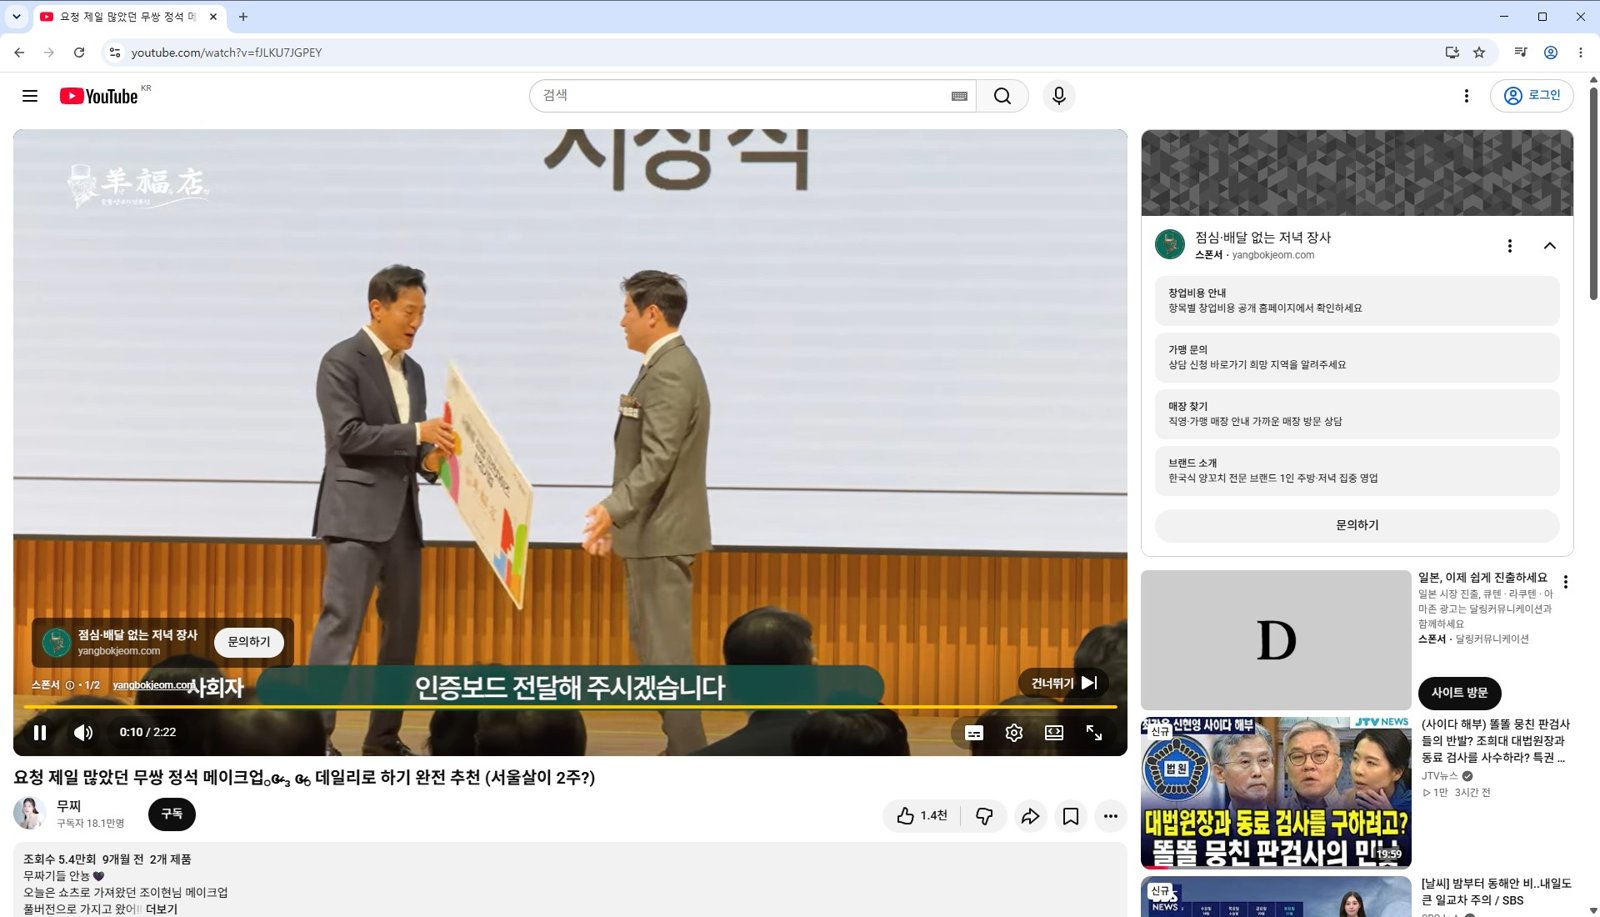 요청 제일 많았던 무쌍 정석 메
youtube.com/watch?v=fJLKU7JGPEY
YouTube KR
검색
로그인
시상식
羊福店
점심·배달 없는 저녁 장사
yangbokjeom.com
문의하기
스폰서 · 1/2 yangbokjeom.com
사회자
인증보드 전달해 주시겠습니다
건너뛰기
0:10 / 2:22
요청 제일 많았던 무쌍 정석 메이크업 데일리로 하기 완전 추천 (서울살이 2주?)
무찌
구독자 18.1만명
구독
1.4천
조회수 5.4만회 9개월 전 2개 제품
무찌기들 안뇽🖤
오늘은 쇼츠로 가져왔던 조이현님 메이크업
풀버전으로 가지고 왔어!! 더보기
점심·배달 없는 저녁 장사
스폰서 · yangbokjeom.com
창업비용 안내
항목별 창업비용 공개 홈페이지에서 확인하세요
가맹 문의
상담 신청 바로가기 희망 지역을 알려주세요
매장 찾기
직영·가맹 매장 안내 가까운 매장 방문 상담
브랜드 소개
한국식 양꼬치 전문 브랜드 1인 주방·저녁 집중 영업
문의하기
D
일본, 이제 쉽게 진출하세요
일본 시장 진출, 큐텐 · 라쿠텐 · 아
마존 광고는 달링커뮤니케이션과
함께하세요
스폰서 · 달링커뮤니케이션
사이트 방문
신규
신현영 사이다 해부
JTV NEWS
법원
대법원장과 동료 검사를 구하려고?
똘똘 뭉친 판검사의 민
19:59
(사이다 해부) 똘똘 뭉친 판검사
들의 반발? 조희대 대법원장과
동료 검사를 사수하라? 특권 ...
JTV뉴스
1만 3시간 전
신규
SBS
NEWS
[날씨] 밤부터 동해안 비..내일도
큰 일교차 주의 / SBS